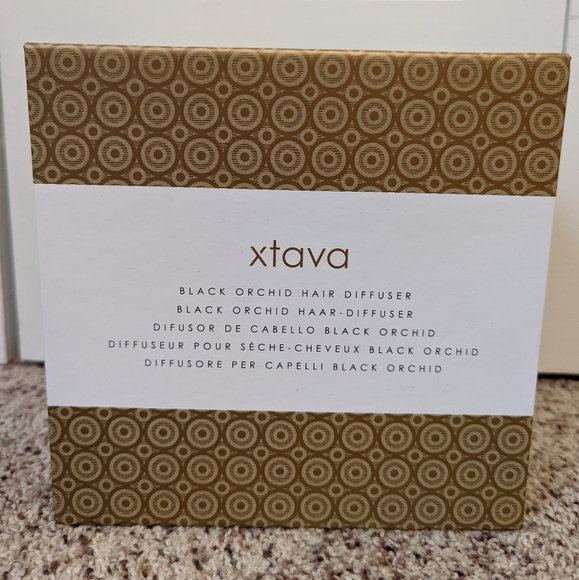 xtava
BLACK ORCHID HAIR DIFFUSER
BLACK ORCHID HAAR-DIFFUSER
DIFUSOR DE CABELLO BLACK ORCHID
DIFFUSEUR POUR SÈCHE-CHEVEUX BLACK ORCHID
DIFFUSORE PER CAPELLI BLACK ORCHID